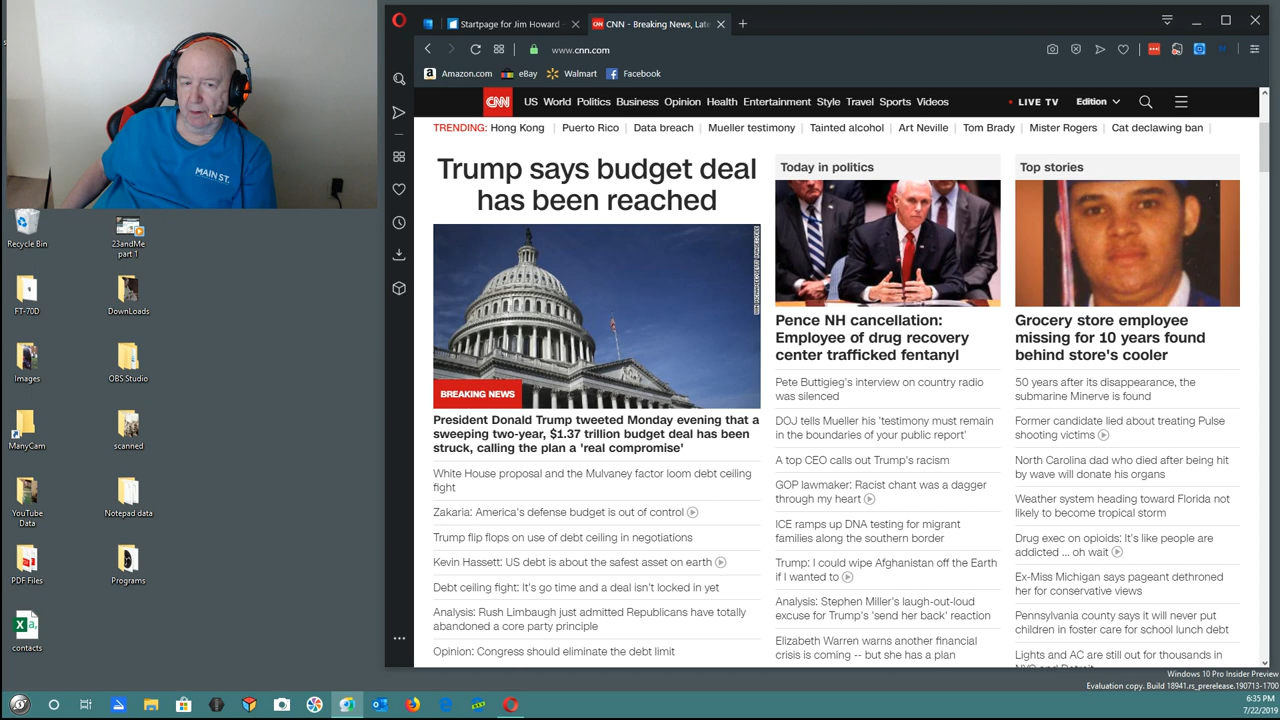 MAIN ST.
Recycle Bin
23andMe
part 1
FT-70D
DownLoads
Images
OBS Studio
ManyCam
scanned
YouTube
Data
Notepad data
PDF Files
Programs
contacts
Startpage for Jim Howard
CNN - Breaking News, Late
www.cnn.com
Amazon.com
eBay
Walmart
Facebook
CNN
US World Politics Business Opinion Health Entertainment Style Travel Sports Videos
LIVE TV
Edition
TRENDING: Hong Kong | Puerto Rico | Data breach | Mueller testimony | Tainted alcohol | Art Neville | Tom Brady | Mister Rogers | Cat declawing ban |
Trump says budget deal
has been reached
BREAKING NEWS
President Donald Trump tweeted Monday evening that a
sweeping two-year, $1.37 trillion budget deal has been
struck, calling the plan a 'real compromise'
White House proposal and the Mulvaney factor loom debt ceiling
fight
Zakaria: America's defense budget is out of control
Trump flip flops on use of debt ceiling in negotiations
Kevin Hassett: US debt is about the safest asset on earth
Debt ceiling fight: It's go time and a deal isn't locked in yet
Analysis: Rush Limbaugh just admitted Republicans have totally
abandoned a core party principle
Opinion: Congress should eliminate the debt limit
Today in politics
Pence NH cancellation:
Employee of drug recovery
center trafficked fentanyl
Pete Buttigieg's interview on country radio
was silenced
DOJ tells Mueller his 'testimony must remain
in the boundaries of your public report'
A top CEO calls out Trump's racism
GOP lawmaker: Racist chant was a dagger
through my heart
ICE ramps up DNA testing for migrant
families along the southern border
Trump: I could wipe Afghanistan off the Earth
if I wanted to
Analysis: Stephen Miller's laugh-out-loud
excuse for Trump's 'send her back' reaction
Elizabeth Warren warns another financial
crisis is coming -- but she has a plan
Top stories
Grocery store employee
missing for 10 years found
behind store's cooler
50 years after its disappearance, the
submarine Minerve is found
Former candidate lied about treating Pulse
shooting victims
North Carolina dad who died after being hit
by wave will donate his organs
Weather system heading toward Florida not
likely to become tropical storm
Drug exec on opioids: It's like people are
addicted ... oh wait
Ex-Miss Michigan says pageant dethroned
her for conservative views
Pennsylvania county says it will never put
children in foster care for school lunch debt
Lights and AC are still out for thousands in
NYC and Detroit
Windows 10 Pro Insider Preview
Evaluation copy. Build 18941.rs_prerelease.190713-1700
6:35 PM
7/22/2019